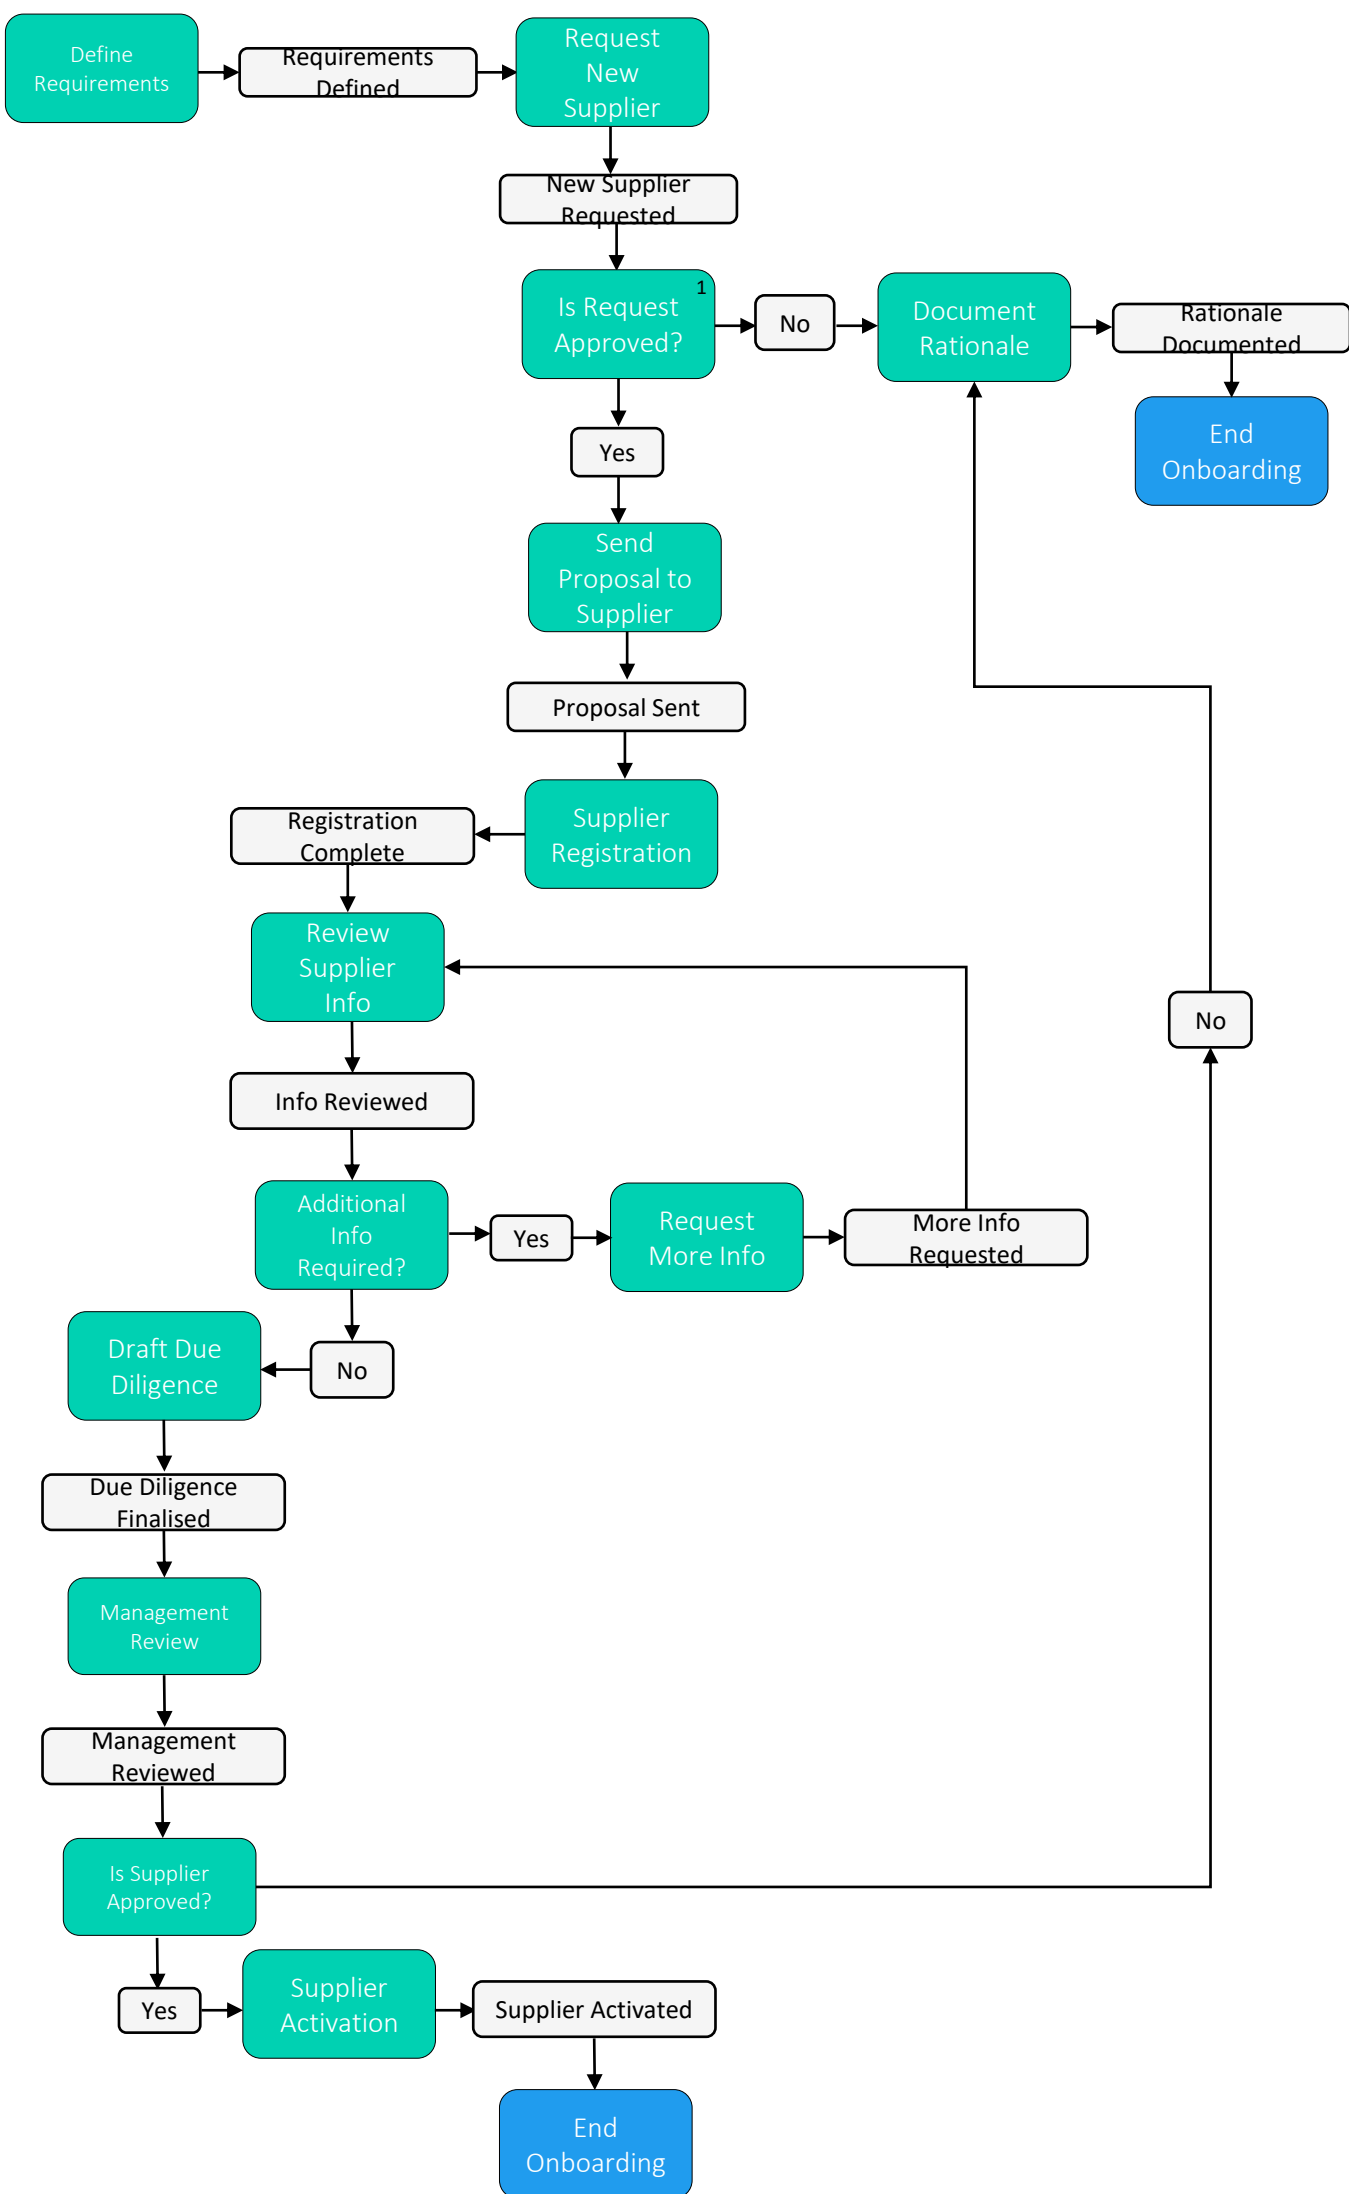 Define
Requirements
Requirements
Defined
Request
New
Supplier
New Supplier
Requested
Is Request
Approved?
1
No
Document
Rationale
Rationale
Documented
End
Onboarding
Yes
Send
Proposal to
Supplier
Proposal Sent
Supplier
Registration
Registration
Complete
Review
Supplier
Info
No
Info Reviewed
Additional
Info
Required?
Yes
Request
More Info
More Info
Requested
No
Draft Due
Diligence
Due Diligence
Finalised
Management
Review
Management
Reviewed
Is Supplier
Approved?
Yes
Supplier
Activation
Supplier Activated
End
Onboarding